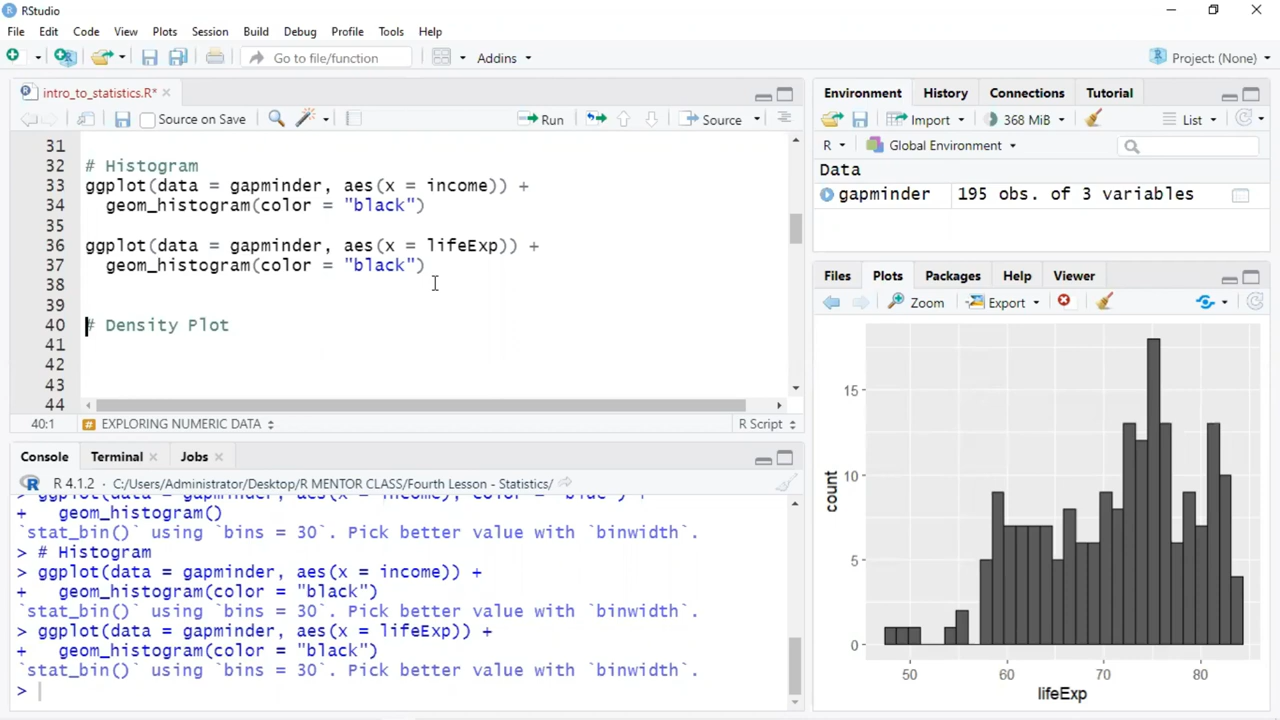 RStudio
File Edit Code View Plots Session Build Debug Profile Tools Help
Go to file/function Addins Project: (None)
intro_to_statistics.R*
Source on Save Run Source
31
32 # Histogram
33 ggplot(data = gapminder, aes(x = income)) +
34 geom_histogram(color = "black")
35
36 ggplot(data = gapminder, aes(x = lifeExp)) +
37 geom_histogram(color = "black")
38
39
40 # Density Plot
41
42
43
44
40:1 # EXPLORING NUMERIC DATA R Script
Console Terminal Jobs
R 4.1.2 · C:/Users/Administrator/Desktop/R MENTOR CLASS/Fourth Lesson - Statistics/
> ggplot(data = gapminder, aes(x = income), color = "blue") +
+ geom_histogram()
`stat_bin()` using `bins = 30`. Pick better value with `binwidth`.
> # Histogram
> ggplot(data = gapminder, aes(x = income)) +
+ geom_histogram(color = "black")
`stat_bin()` using `bins = 30`. Pick better value with `binwidth`.
> ggplot(data = gapminder, aes(x = lifeExp)) +
+ geom_histogram(color = "black")
`stat_bin()` using `bins = 30`. Pick better value with `binwidth`.
>
Environment History Connections Tutorial
Import 368 MiB List
R Global Environment
Data
gapminder 195 obs. of 3 variables
Files Plots Packages Help Viewer
Zoom Export
15
10
5
0
count
50 60 70 80
lifeExp